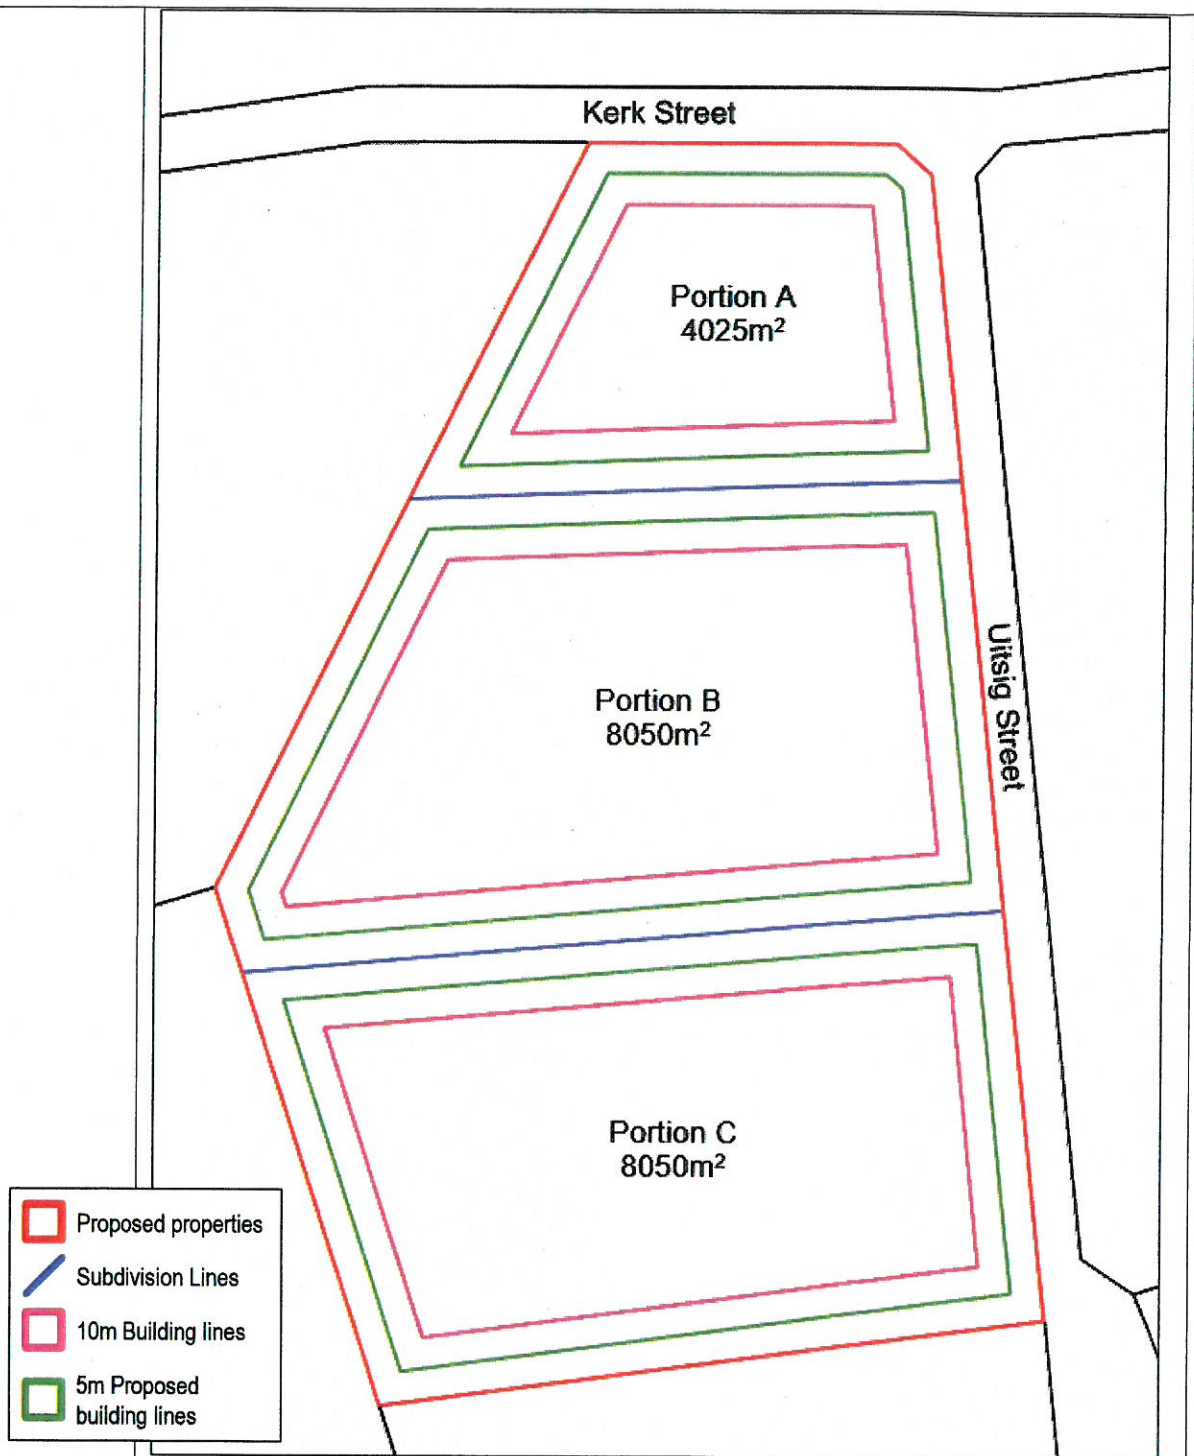 Kerk Street
Portion A
4025m²
Portion B
8050m²
Uitsig Street
Portion C
8050m²
Proposed properties
Subdivision Lines
10m Building lines
5m Proposed
building lines